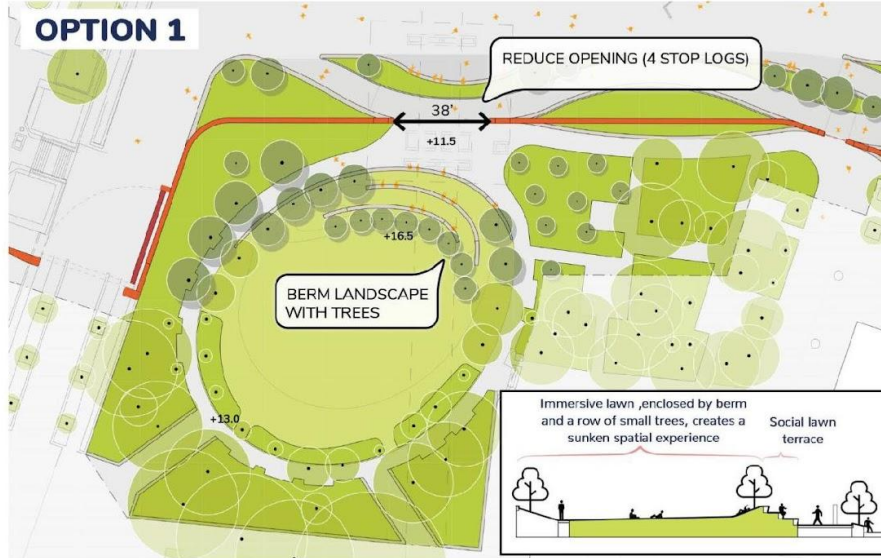 OPTION 1
REDUCE OPENING (4 STOP LOGS)
38'
+11.5
+16.5
BERM LANDSCAPE
WITH TREES
+13.0
Immersive lawn ,enclosed by berm
and a row of small trees, creates a
sunken spatial experience
Social lawn
terrace